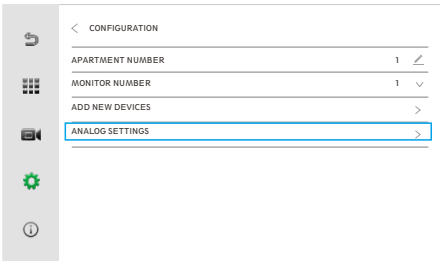 CONFIGURATION
APARTMENT NUMBER 1
MONITOR NUMBER 1
ADD NEW DEVICES
ANALOG SETTINGS